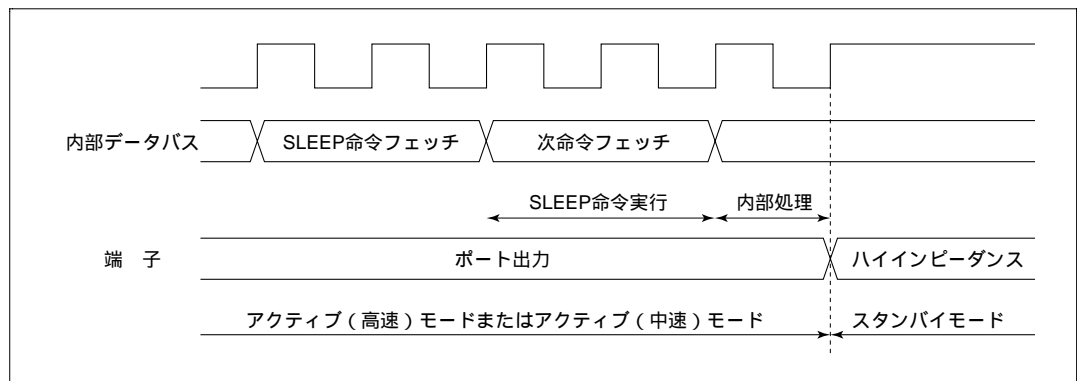 内部データバス SLEEP命令フェッチ 次命令フェッチ
SLEEP命令実行 内部処理
端 子 ポート出力 ハイインピーダンス
アクティブ(高速)モードまたはアクティブ(中速)モード スタンバイモード